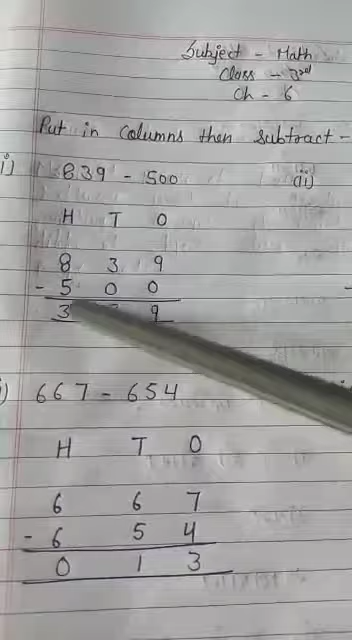 Subject - Math
Class - 3rd
Ch - 6
Put in columns then subtract -
i) 839 - 500 (ii)
H T O
8 3 9
- 5 0 0
3 9
) 667 - 654
H T O
6 6 7
- 6 5 4
0 1 3